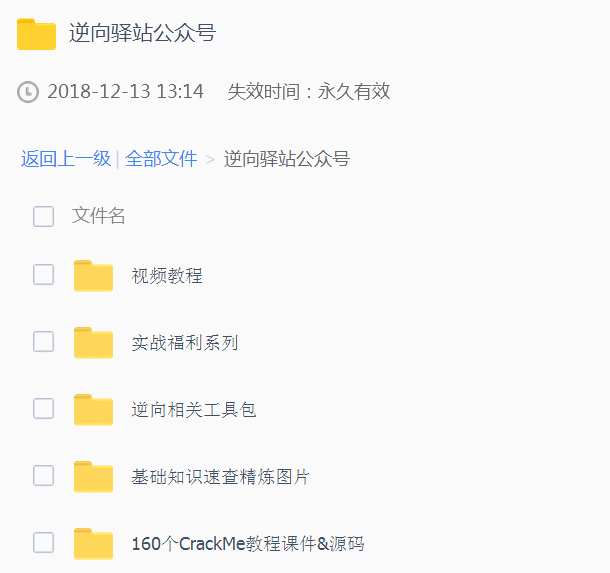 逆向驿站公众号
2018-12-13 13:14 失效时间：永久有效
返回上一级 | 全部文件 > 逆向驿站公众号
文件名
视频教程
实战福利系列
逆向相关工具包
基础知识速查精炼图片
160个CrackMe教程课件&源码